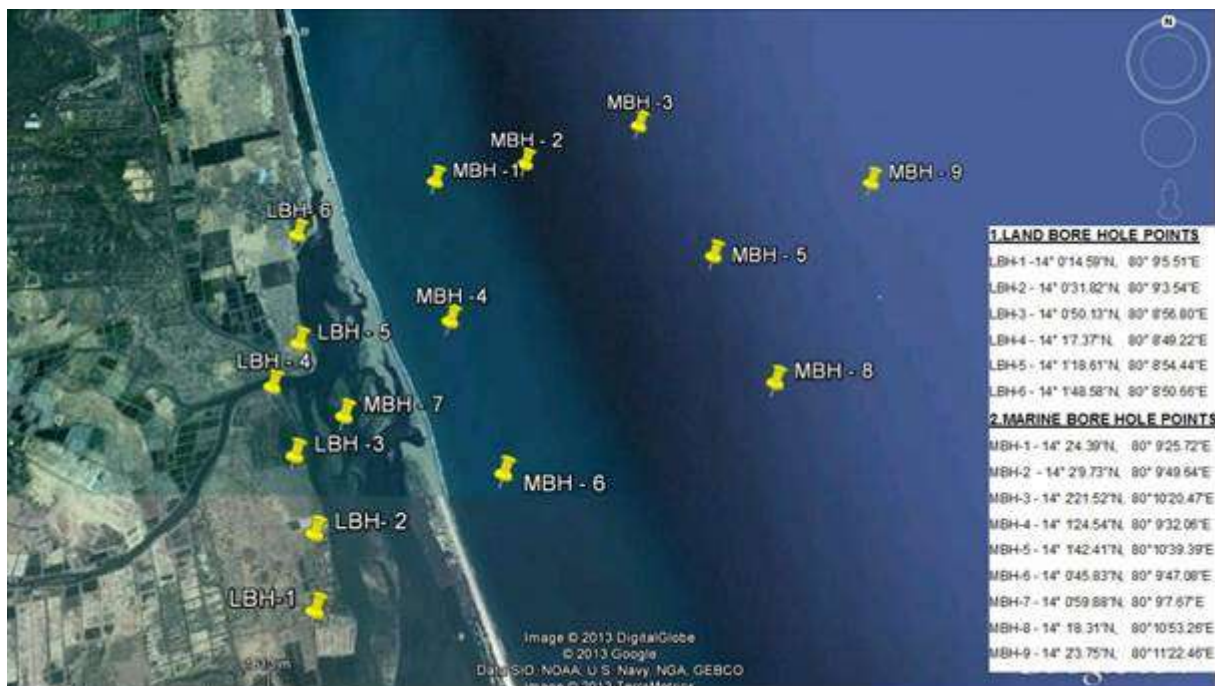 N
MBH -3
MBH - 2
MBH -1
MBH - 9
LBH- 6
MBH - 5
MBH -4
LBH - 5
LBH - 4
MBH - 8
MBH - 7
LBH -3
MBH - 6
LBH- 2
LBH-1
Image © 2013 DigitalGlobe
© 2013 Google
Data SIO, NOAA, U.S. Navy, NGA, GEBCO
Image © 2013 TerraMetrics
1.LAND BORE HOLE POINTS
LBH-1 -14° 0'14.59"N, 80° 9'5.51"E
LBH-2 - 14° 0'31.82"N, 80° 9'3.54"E
LBH-3 - 14° 0'50.13"N, 80° 8'56.80"E
LBH-4 - 14° 1'7.37"N, 80° 8'49.22"E
LBH-5 - 14° 1'18.61"N, 80° 8'54.44"E
LBH-6 - 14° 1'48.58"N, 80° 8'50.66"E
2.MARINE BORE HOLE POINTS
MBH-1 - 14° 2'4.39"N, 80° 9'25.72"E
MBH-2 - 14° 2'9.73"N, 80° 9'49.64"E
MBH-3 - 14° 2'21.52"N, 80°10'20.47"E
MBH-4 - 14° 1'24.54"N, 80° 9'32.06"E
MBH-5 - 14° 1'42.41"N, 80°10'39.39"E
MBH-6 - 14° 0'45.83"N, 80° 9'47.08"E
MBH-7 - 14° 0'59.88"N, 80° 9'7.67"E
MBH-8 - 14° 1'8.31"N, 80°10'53.26"E
MBH-9 - 14° 2'3.75"N, 80°11'22.46"E